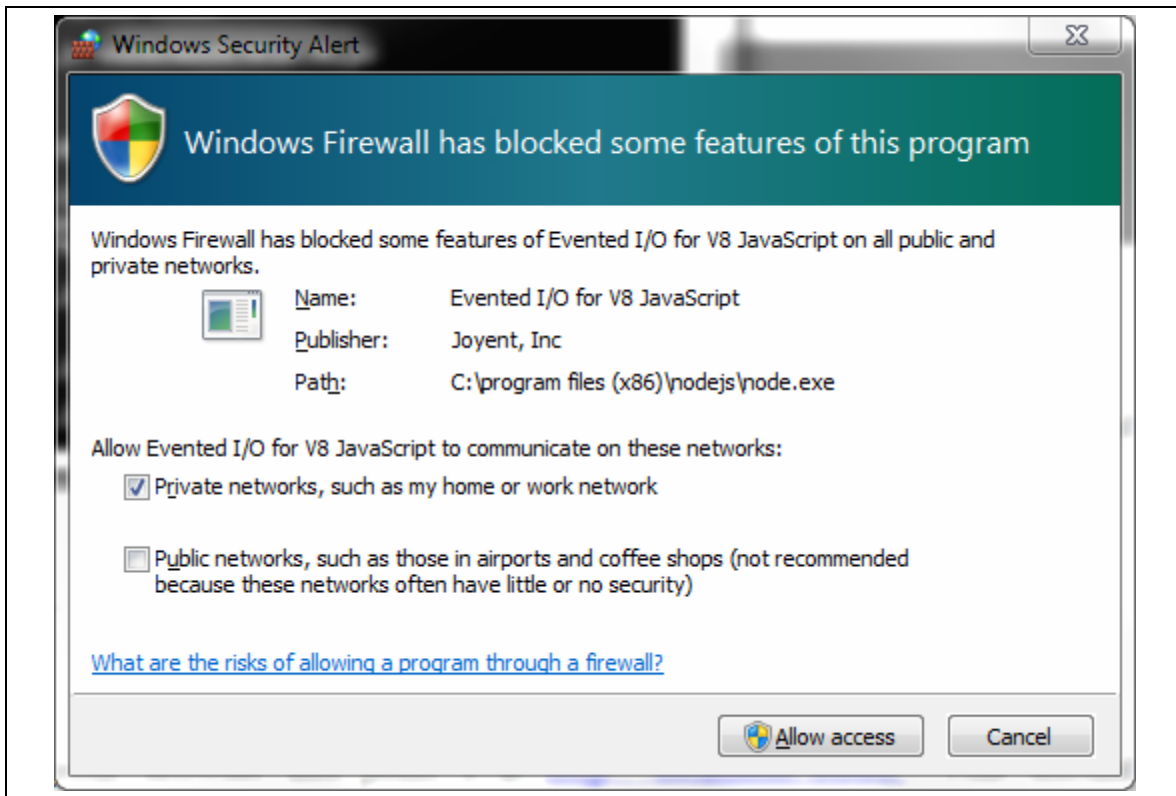 Windows Security Alert
Windows Firewall has blocked some features of this program
Windows Firewall has blocked some features of Evented I/O for V8 JavaScript on all public and
private networks.
Name: Evented I/O for V8 JavaScript
Publisher: Joyent, Inc
Path: C:\program files (x86)\nodejs\node.exe
Allow Evented I/O for V8 JavaScript to communicate on these networks:
Private networks, such as my home or work network
Public networks, such as those in airports and coffee shops (not recommended
because these networks often have little or no security)
What are the risks of allowing a program through a firewall?
Allow access Cancel